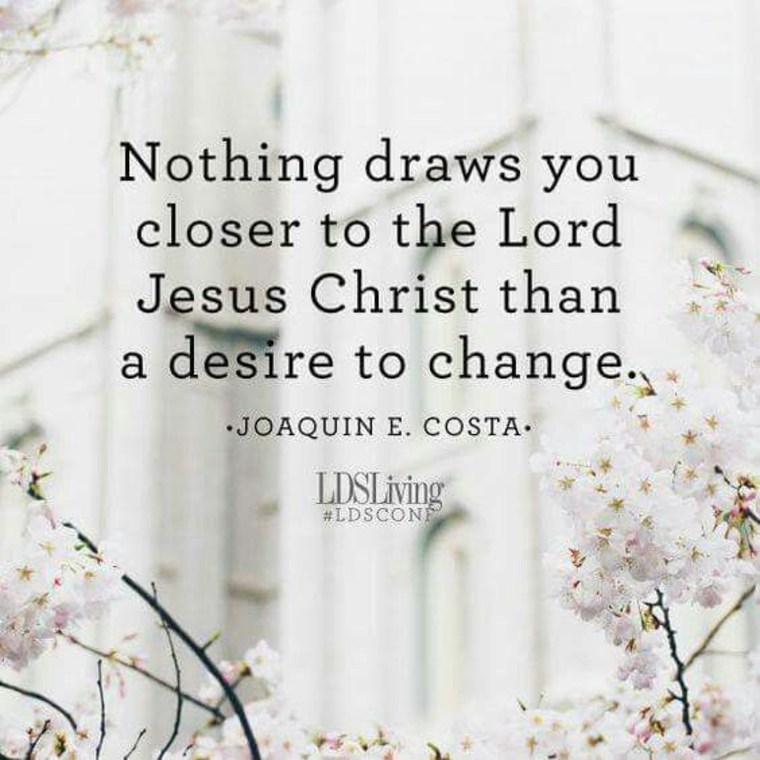 Nothing draws you
closer to the Lord
Jesus Christ than
a desire to change.
·JOAQUIN E. COSTA·
LDSLiving
#LDSCONF